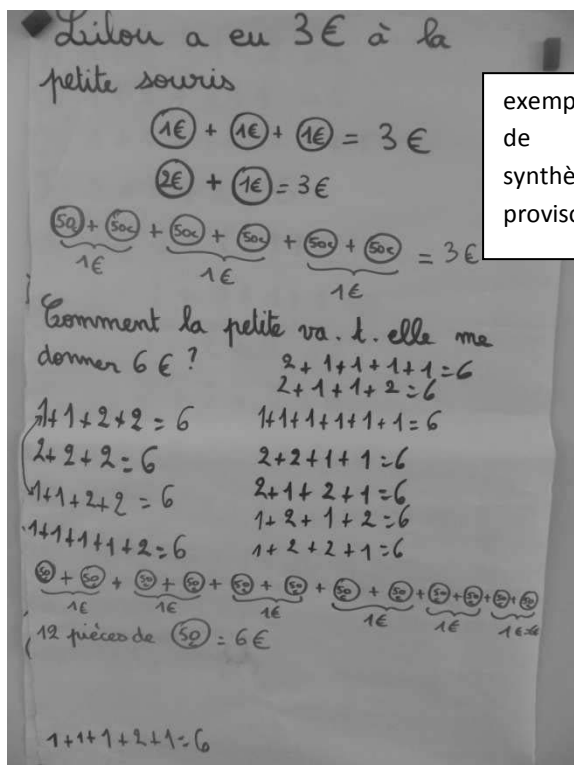 Lilou a eu 3€ à la
petite souris
1€ + 1€ + 1€ = 3€
2€ + 1€ = 3€
50c + 50c + 50c + 50c + 50c + 50c = 3€
1€ 1€ 1€
exemp
de
synthè
proviso
Comment la petite va.t.elle me
donner 6 € ?
2+1+1+1+1=6
2+1+1+2=6
1+1+2+2=6
1+1+1+1+1+1=6
2+2+2=6
2+2+1+1=6
1+1+2+2=6
2+1+2+1=6
1+2+1+2=6
1+1+1+1+2=6
1+2+2+1=6
50 + 50 + 50 + 50 + 50 + 50 + 50 + 50 + 50 + 50 + 50 + 50
1€ 1€ 1€ 1€ 1€ 1€
12 pièces de 50 = 6€
1+1+1+2+1=6